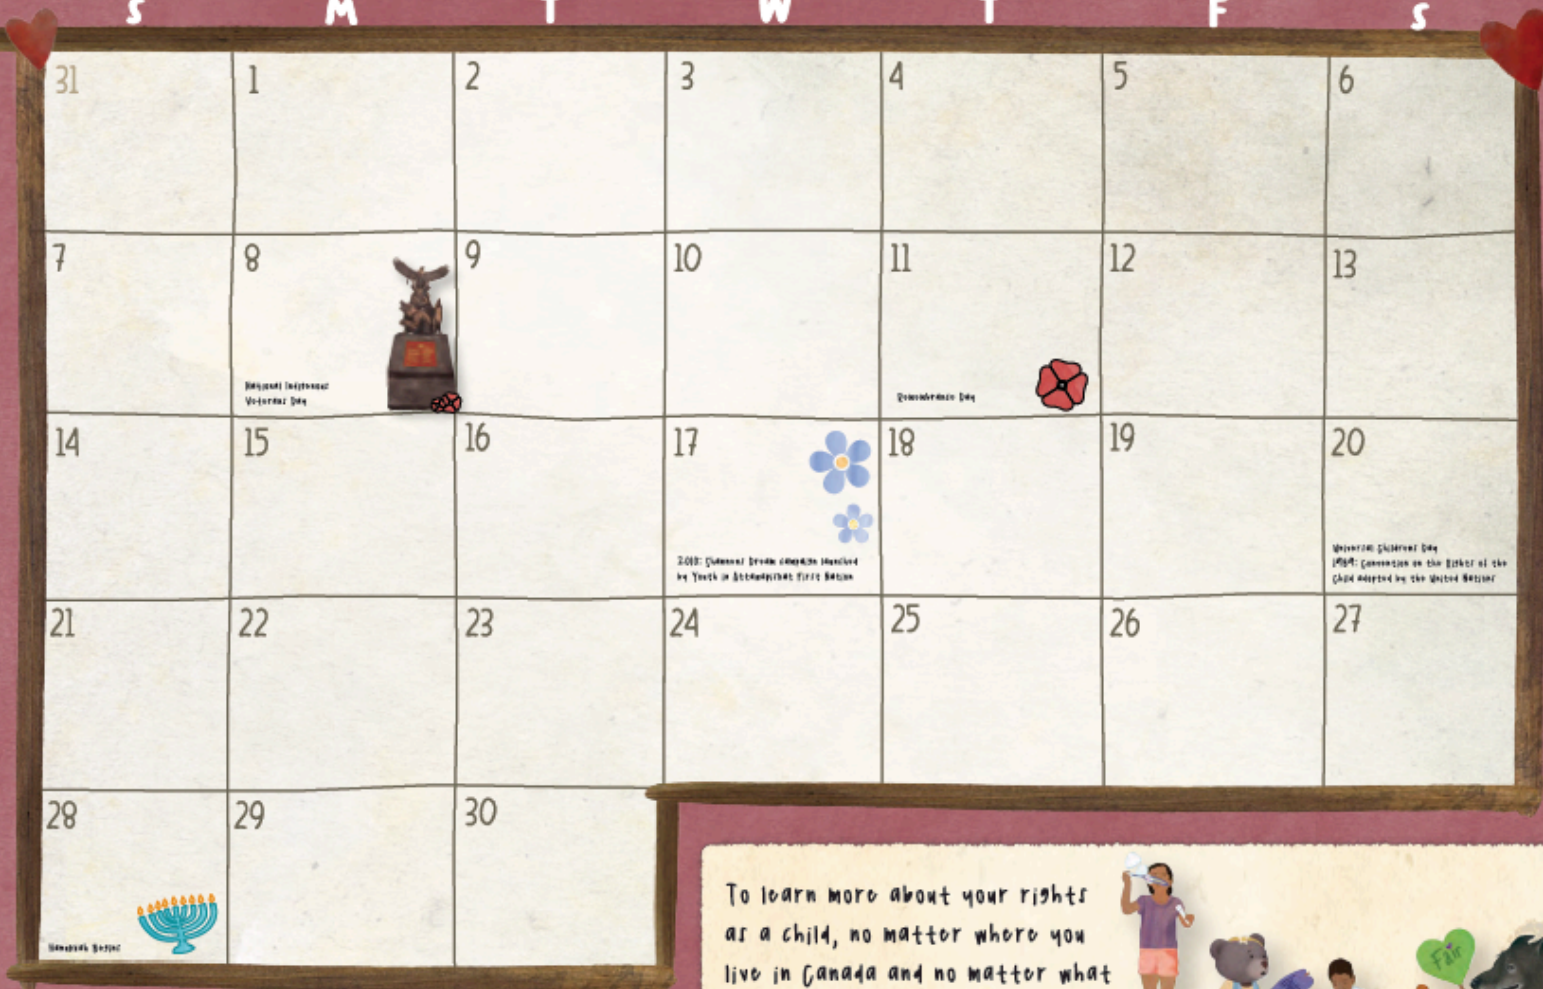 S M T W T F S
31 1 2 3 4 5 6
7 8 9 10 11 12 13
National Indigenous
Veterans Day
Remembrance Day
14 15 16 17 18 19 20
Shannens Dream campaign launched
by Youth in Attawapiskat First Nation
Universal Childrens Day
1989: Convention on the Rights of the
Child adopted by the United Nations
21 22 23 24 25 26 27
28 29 30
Hanukkah Begins
To learn more about your rights
as a child, no matter where you
live in Canada and no matter what
Fair